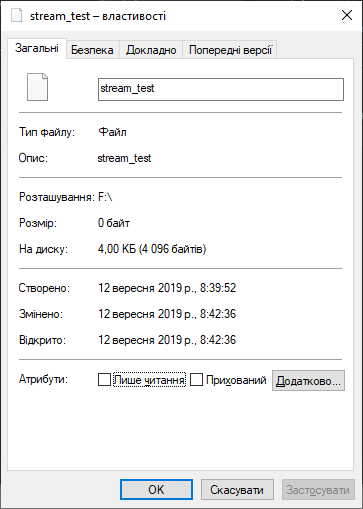 stream_test – властивості
Загальні Безпека Докладно Попередні версії
stream_test
Тип файлу: Файл
Опис: stream_test
Розташування: F:\
Розмір: 0 байт
На диску: 4,00 КБ (4 096 байтів)
Створено: 12 вересня 2019 р., 8:39:52
Змінено: 12 вересня 2019 р., 8:42:36
Відкрито: 12 вересня 2019 р., 8:42:36
Атрибути: Лише читання Прихований Додатково...
ОК Скасувати Застосувати